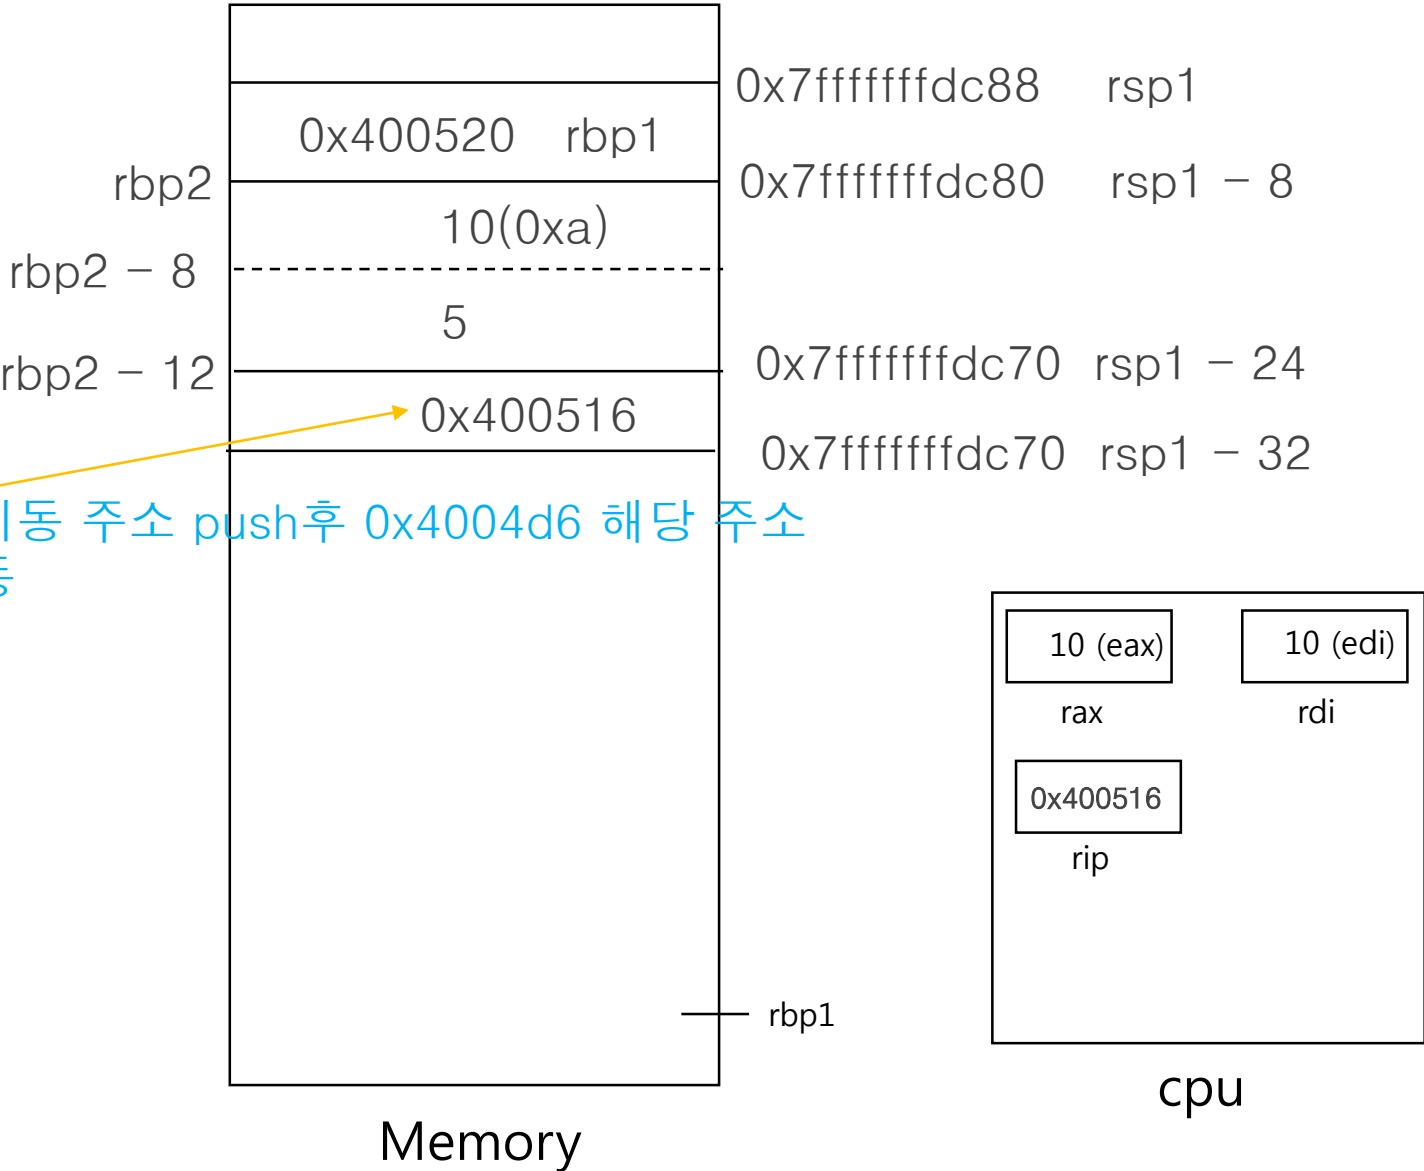 0x7fffffffdc88 rsp1
0x400520 rbp1
rbp2
0x7fffffffdc80 rsp1 - 8
10(0xa)
rbp2 - 8
5
rbp2 - 12
0x7fffffffdc70 rsp1 - 24
0x400516
0x7fffffffdc70 rsp1 - 32
주소 push후 0x4004d6 해당 주소
10 (eax)
10 (edi)
rax
rdi
0x400516
rip
rbp1
cpu
Memory